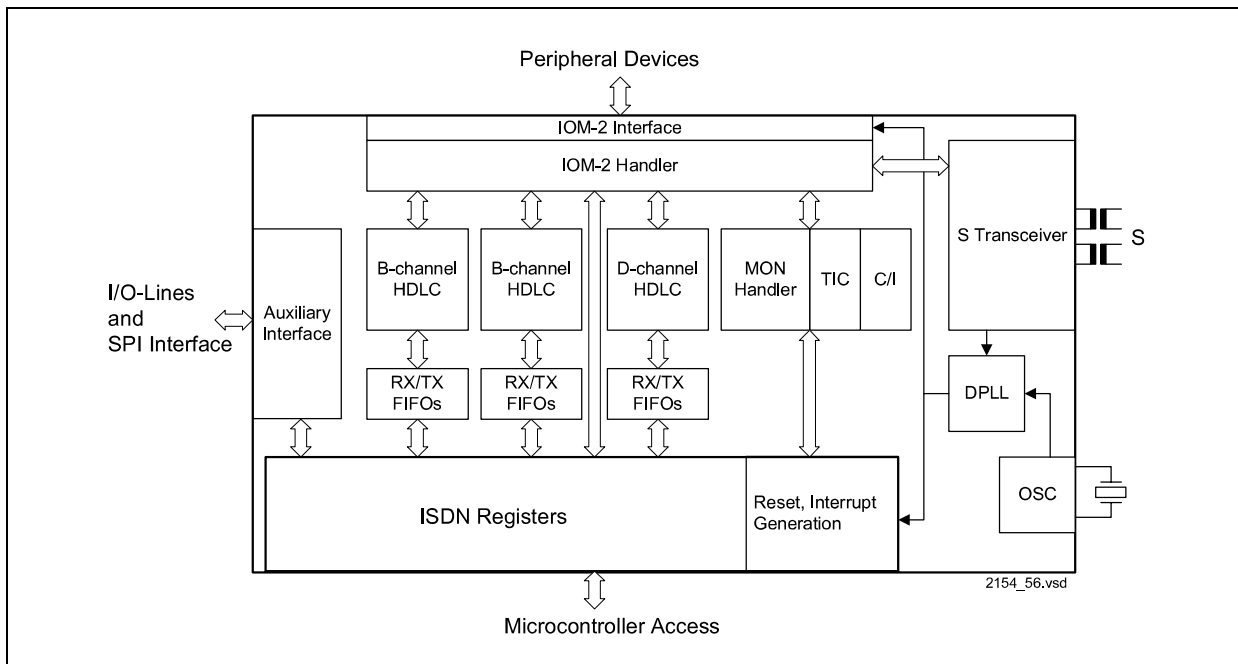 Peripheral Devices
IOM-2 Interface
IOM-2 Handler
S Transceiver
S
B-channel
HDLC
B-channel
HDLC
D-channel
HDLC
MON
Handler
TIC
C/I
I/O-Lines
and
SPI Interface
Auxiliary
Interface
RX/TX
FIFOs
RX/TX
FIFOs
RX/TX
FIFOs
DPLL
OSC
ISDN Registers
Reset, Interrupt
Generation
2154_56.vsd
Microcontroller Access